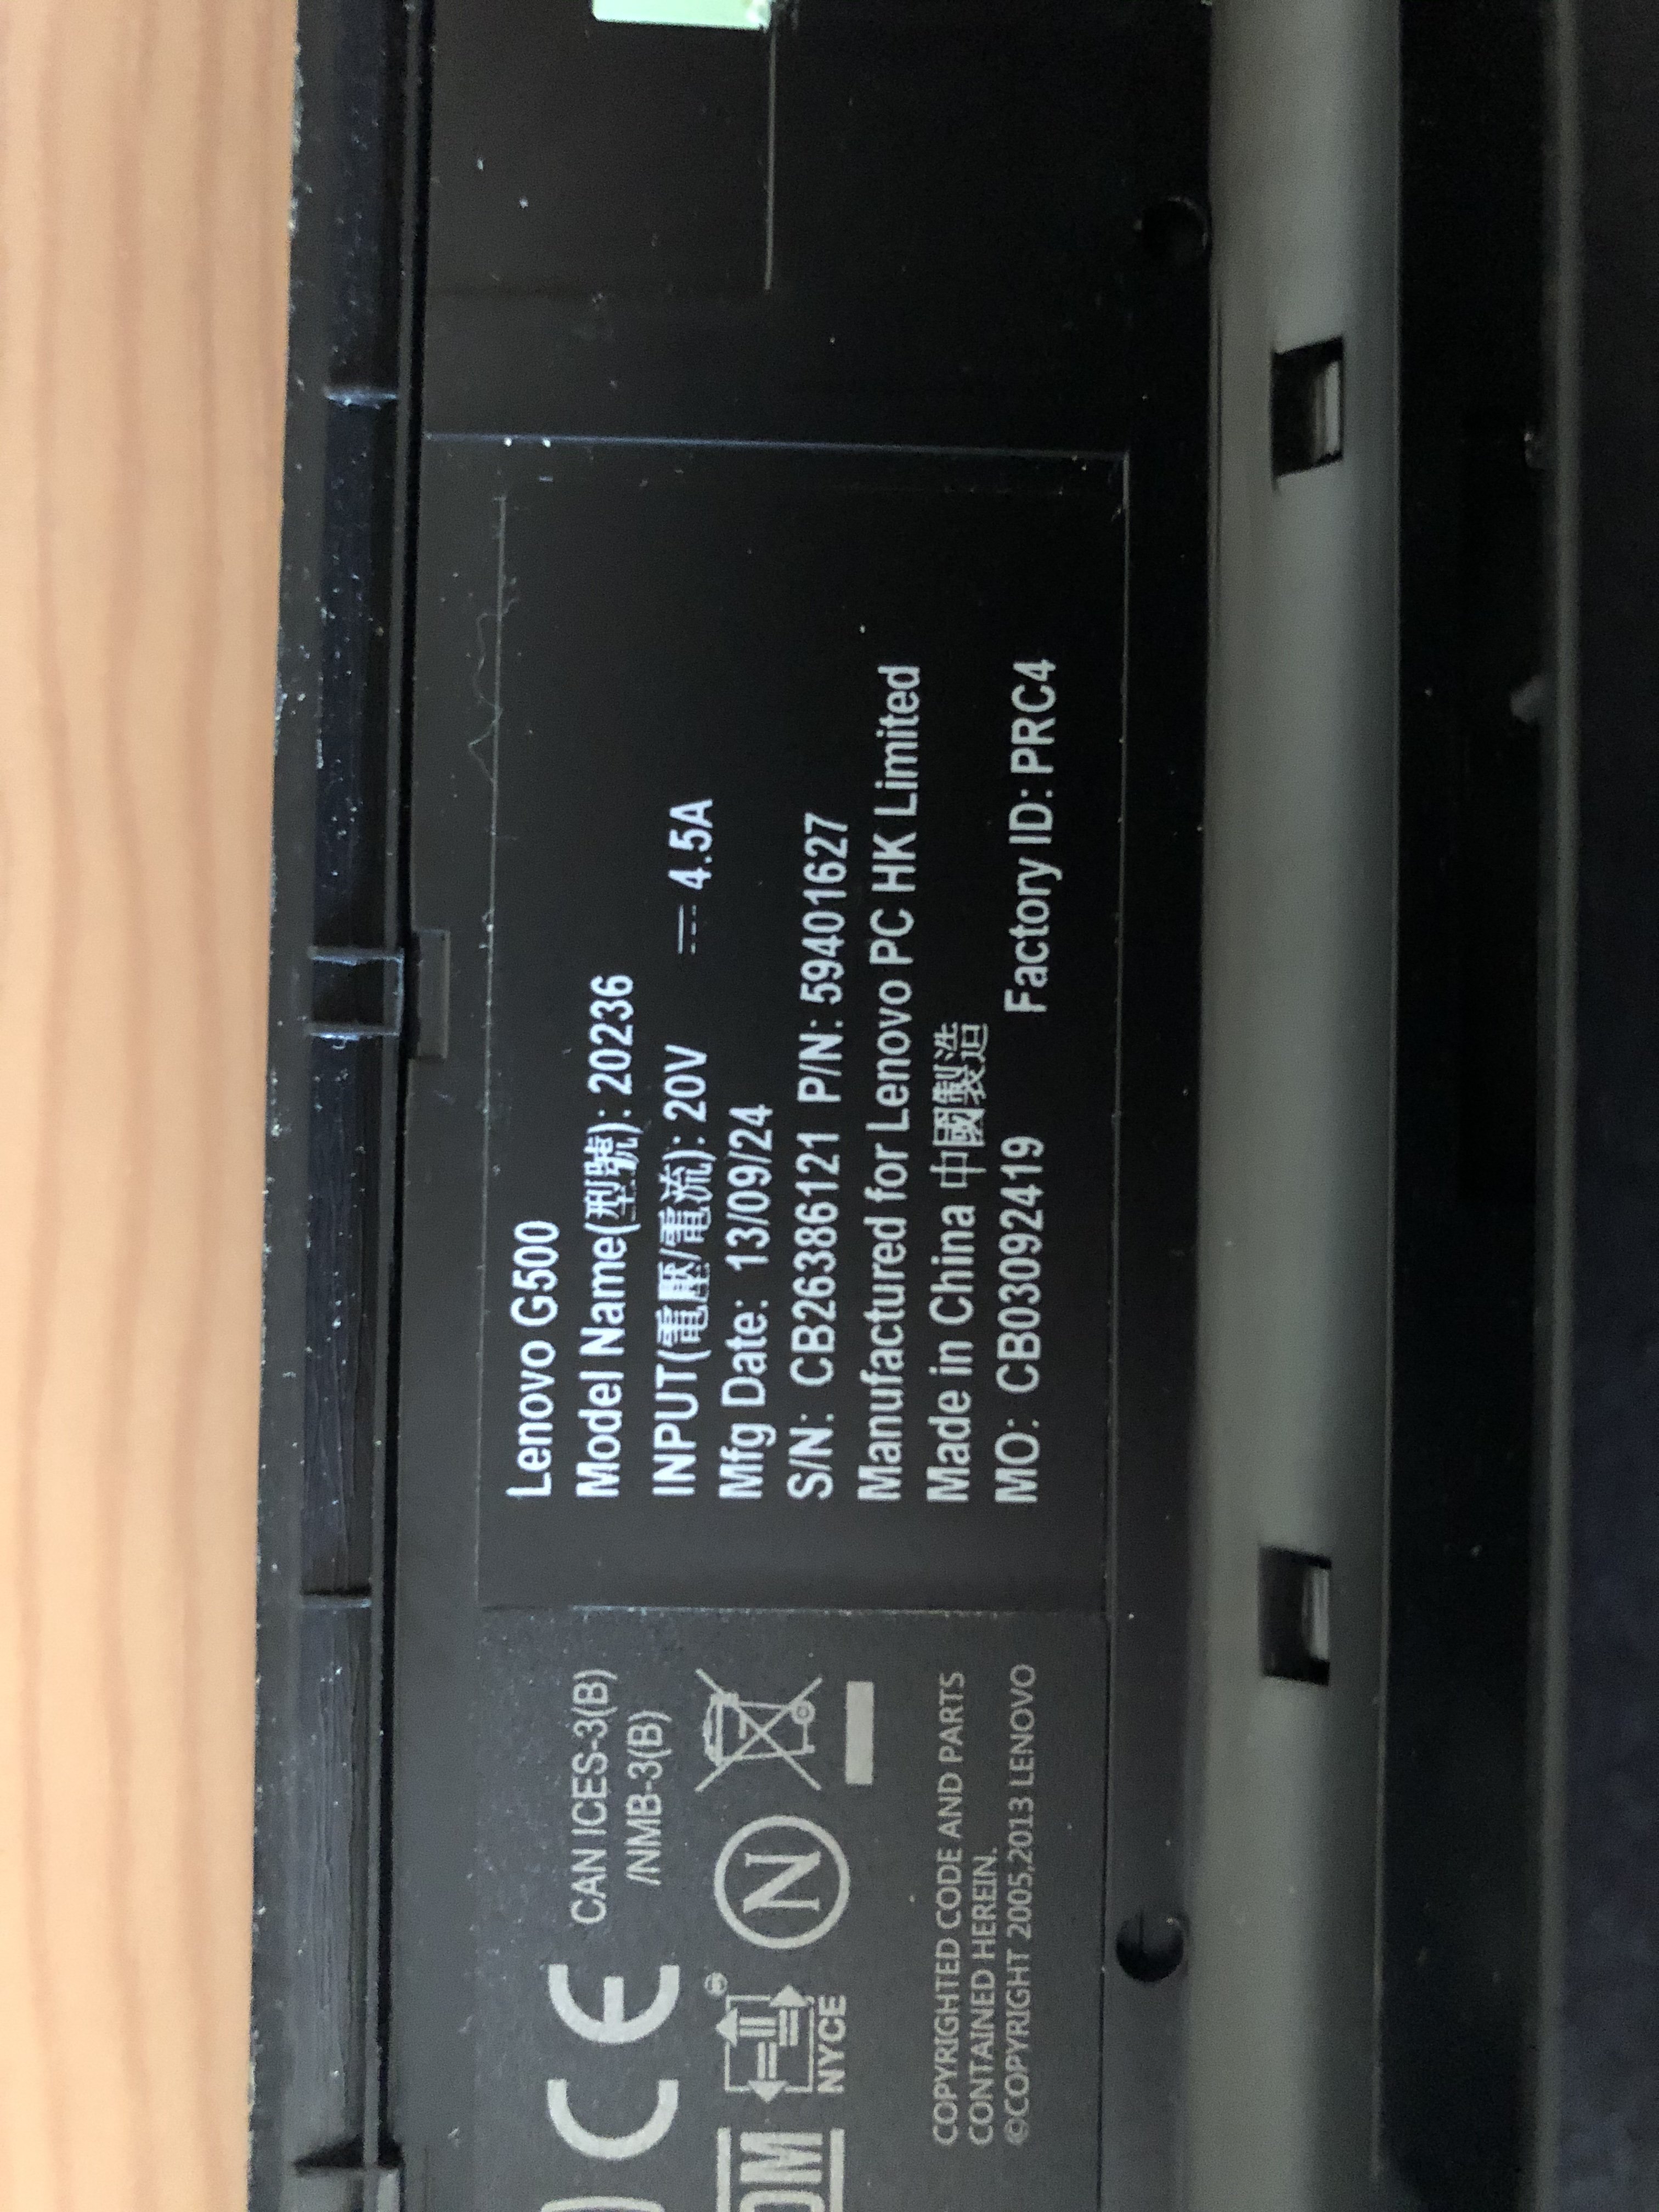 Lenovo G500
Model Name(型號): 20236
INPUT(電壓/電流): 20V ⎓ 4.5A
Mfg Date: 13/09/24
S/N: CB26386121 P/N: 59401627
Manufactured for Lenovo PC HK Limited
Made in China 中國製造
MO: CB03092419 Factory ID: PRC4
CE CAN ICES-3(B)
/NMB-3(B)
NYCE N
COPYRIGHTED CODE AND PARTS
CONTAINED HEREIN.
©COPYRIGHT 2005,2013 LENOVO